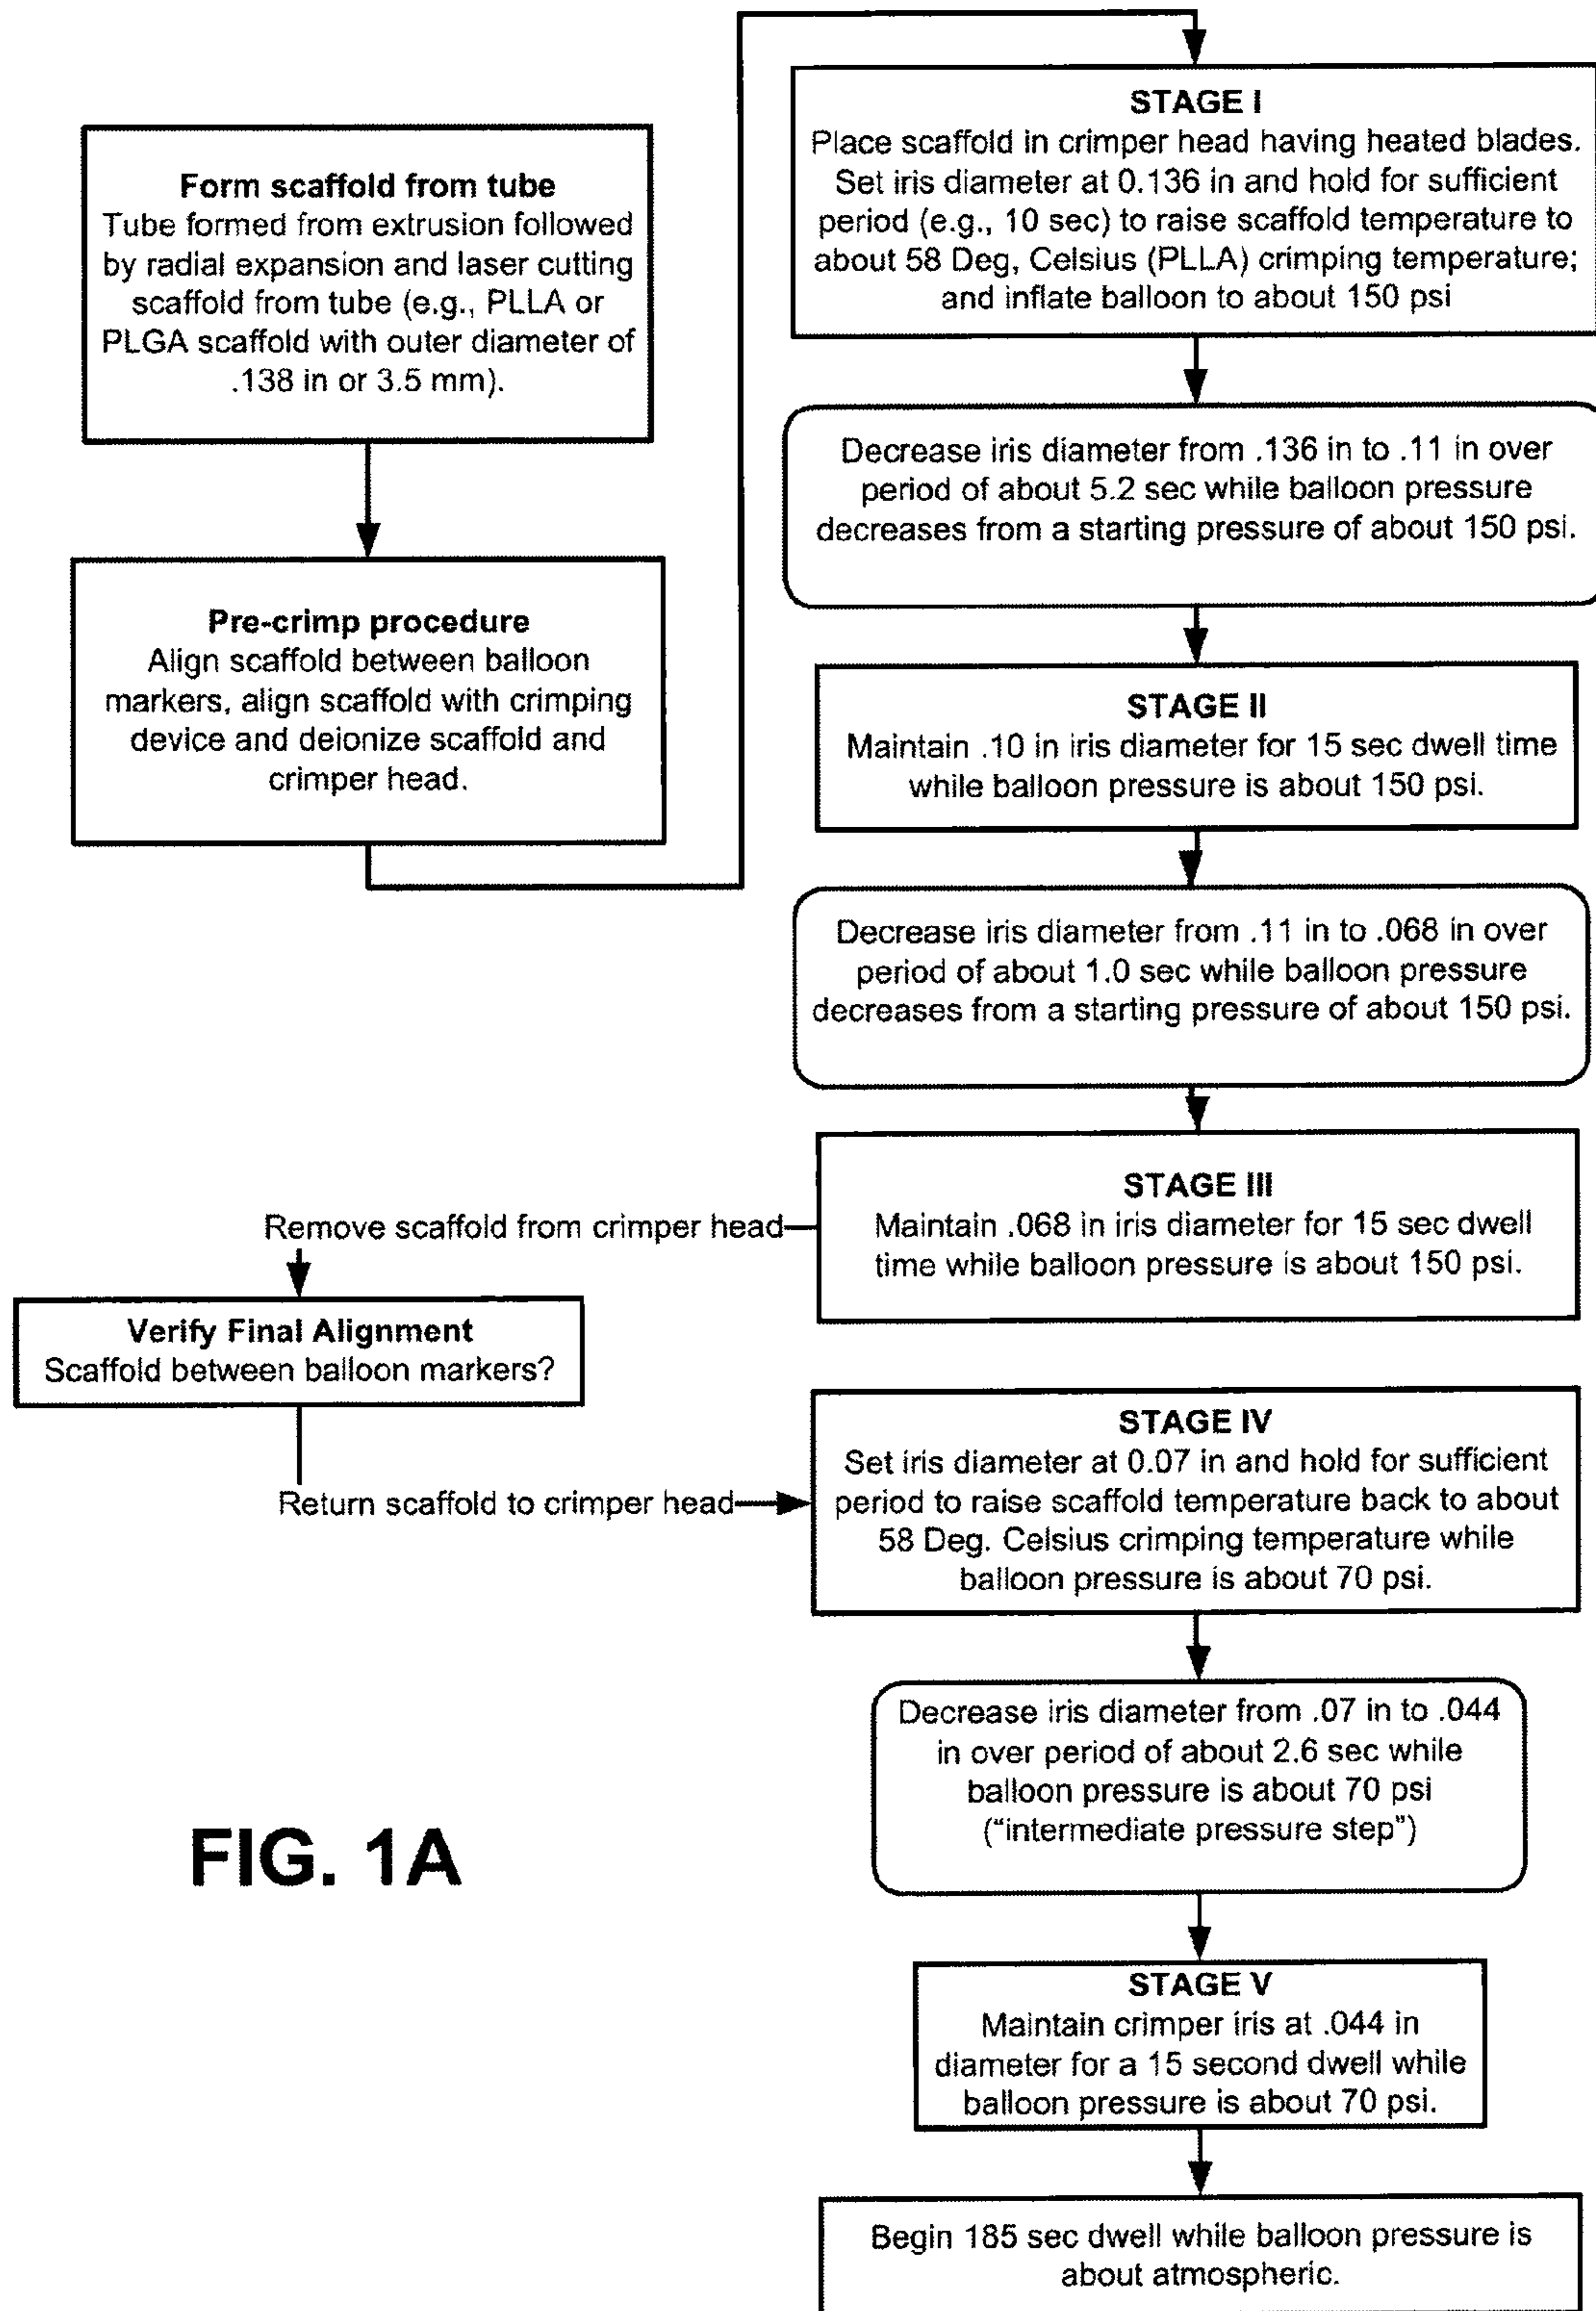 Form scaffold from tube
Tube formed from extrusion followed
by radial expansion and laser cutting
scaffold from tube (e.g., PLLA or
PLGA scaffold with outer diameter of
.138 in or 3.5 mm).
Pre-crimp procedure
Align scaffold between balloon
markers, align scaffold with crimping
device and deionize scaffold and
crimper head.
STAGE I
Place scaffold in crimper head having heated blades.
Set iris diameter at 0.136 in and hold for sufficient
period (e.g., 10 sec) to raise scaffold temperature to
about 58 Deg, Celsius (PLLA) crimping temperature;
and inflate balloon to about 150 psi
Decrease iris diameter from .136 in to .11 in over
period of about 5.2 sec while balloon pressure
decreases from a starting pressure of about 150 psi.
STAGE II
Maintain .10 in iris diameter for 15 sec dwell time
while balloon pressure is about 150 psi.
Decrease iris diameter from .11 in to .068 in over
period of about 1.0 sec while balloon pressure
decreases from a starting pressure of about 150 psi.
STAGE III
Maintain .068 in iris diameter for 15 sec dwell
time while balloon pressure is about 150 psi.
Remove scaffold from crimper head
Verify Final Alignment
Scaffold between balloon markers?
Return scaffold to crimper head
STAGE IV
Set iris diameter at 0.07 in and hold for sufficient
period to raise scaffold temperature back to about
58 Deg. Celsius crimping temperature while
balloon pressure is about 70 psi.
Decrease iris diameter from .07 in to .044
in over period of about 2.6 sec while
balloon pressure is about 70 psi
("intermediate pressure step")
STAGE V
Maintain crimper iris at .044 in
diameter for a 15 second dwell while
balloon pressure is about 70 psi.
Begin 185 sec dwell while balloon pressure is
about atmospheric.
FIG. 1A